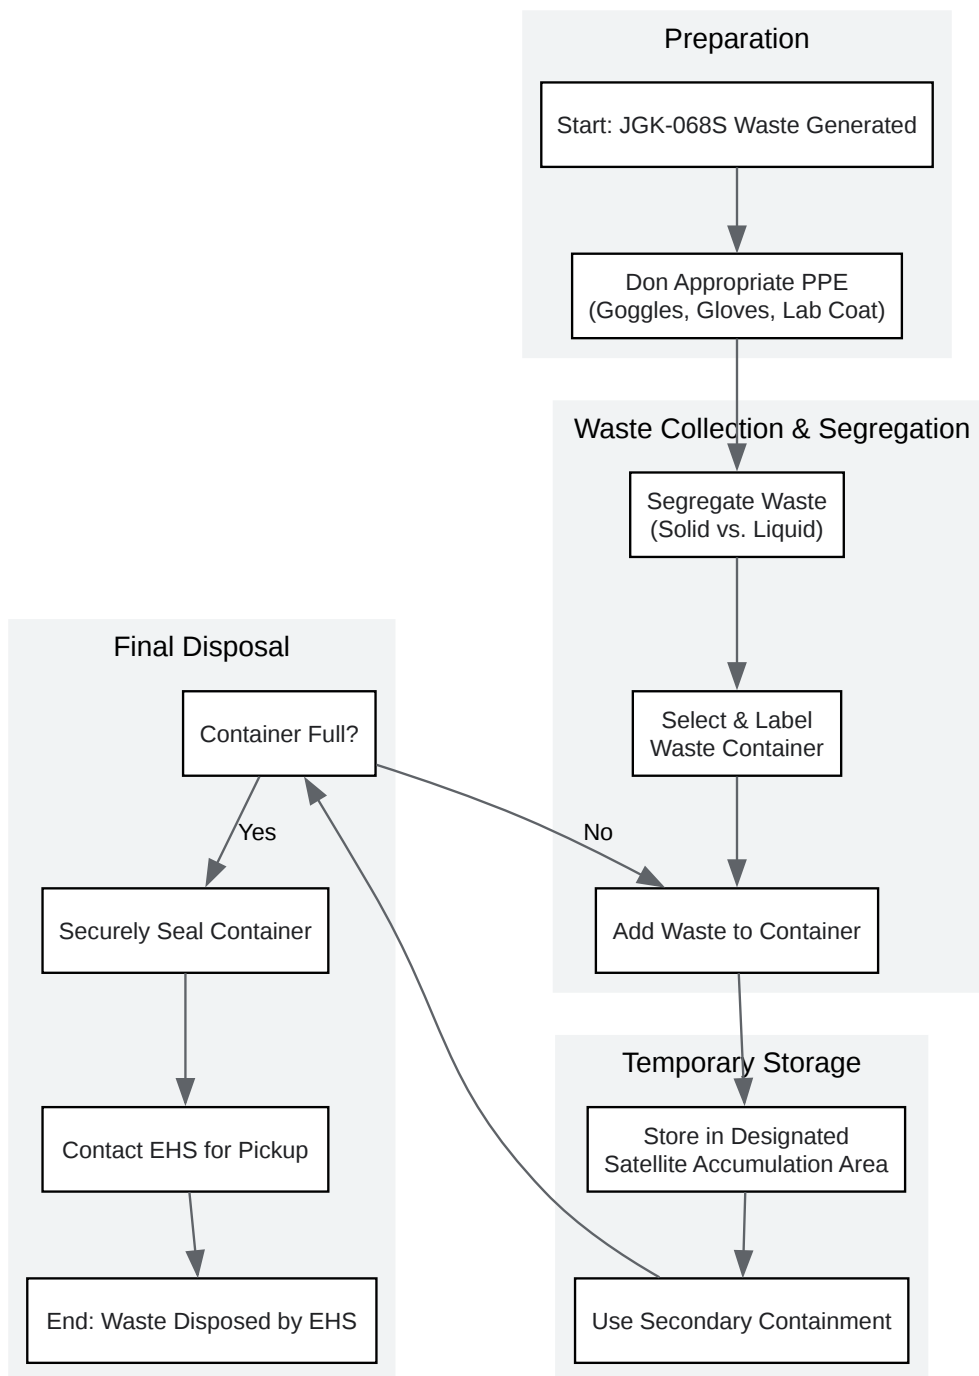 Preparation
Start: JGK-068S Waste Generated
Don Appropriate PPE
(Goggles, Gloves, Lab Coat)
Waste Collection & Segregation
Segregate Waste
(Solid vs. Liquid)
Select & Label
Waste Container
Add Waste to Container
Temporary Storage
Store in Designated
Satellite Accumulation Area
Use Secondary Containment
Final Disposal
Container Full?
Yes
No
Securely Seal Container
Contact EHS for Pickup
End: Waste Disposed by EHS